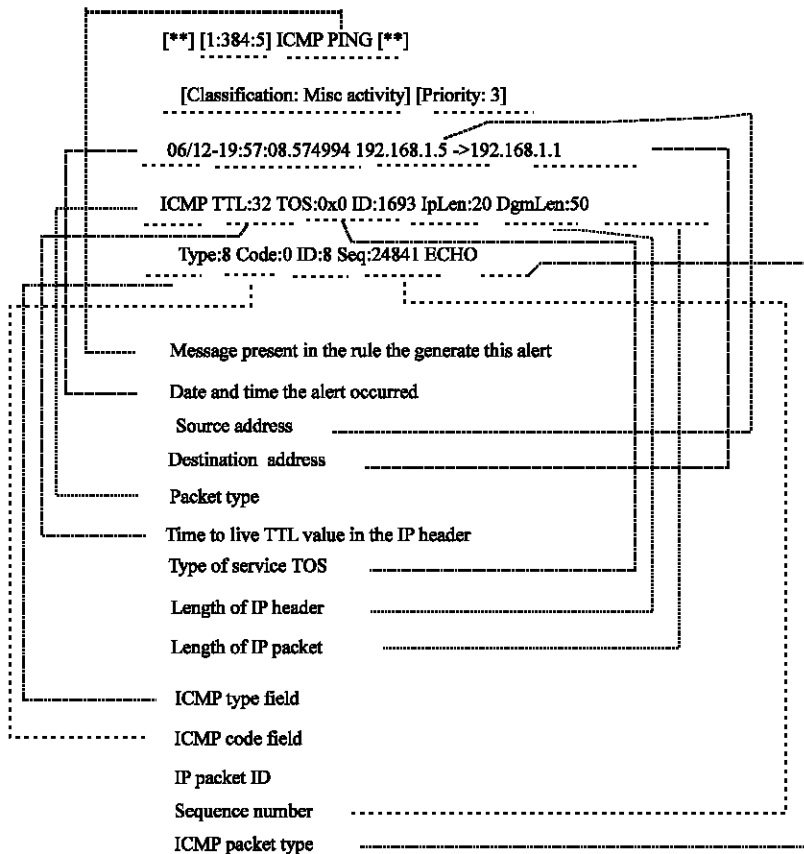 [**] [1:384:5] ICMP PING [**]
[Classification: Misc activity] [Priority: 3]
06/12-19:57:08.574994 192.168.1.5 ->192.168.1.1
ICMP TTL:32 TOS:0x0 ID:1693 IpLen:20 DgmLen:50
Type:8 Code:0 ID:8 Seq:24841 ECHO
Message present in the rule the generate this alert
Date and time the alert occurred
Source address
Destination address
Packet type
Time to live TTL value in the IP header
Type of service TOS
Length of IP header
Length of IP packet
ICMP type field
ICMP code field
IP packet ID
Sequence number
ICMP packet type